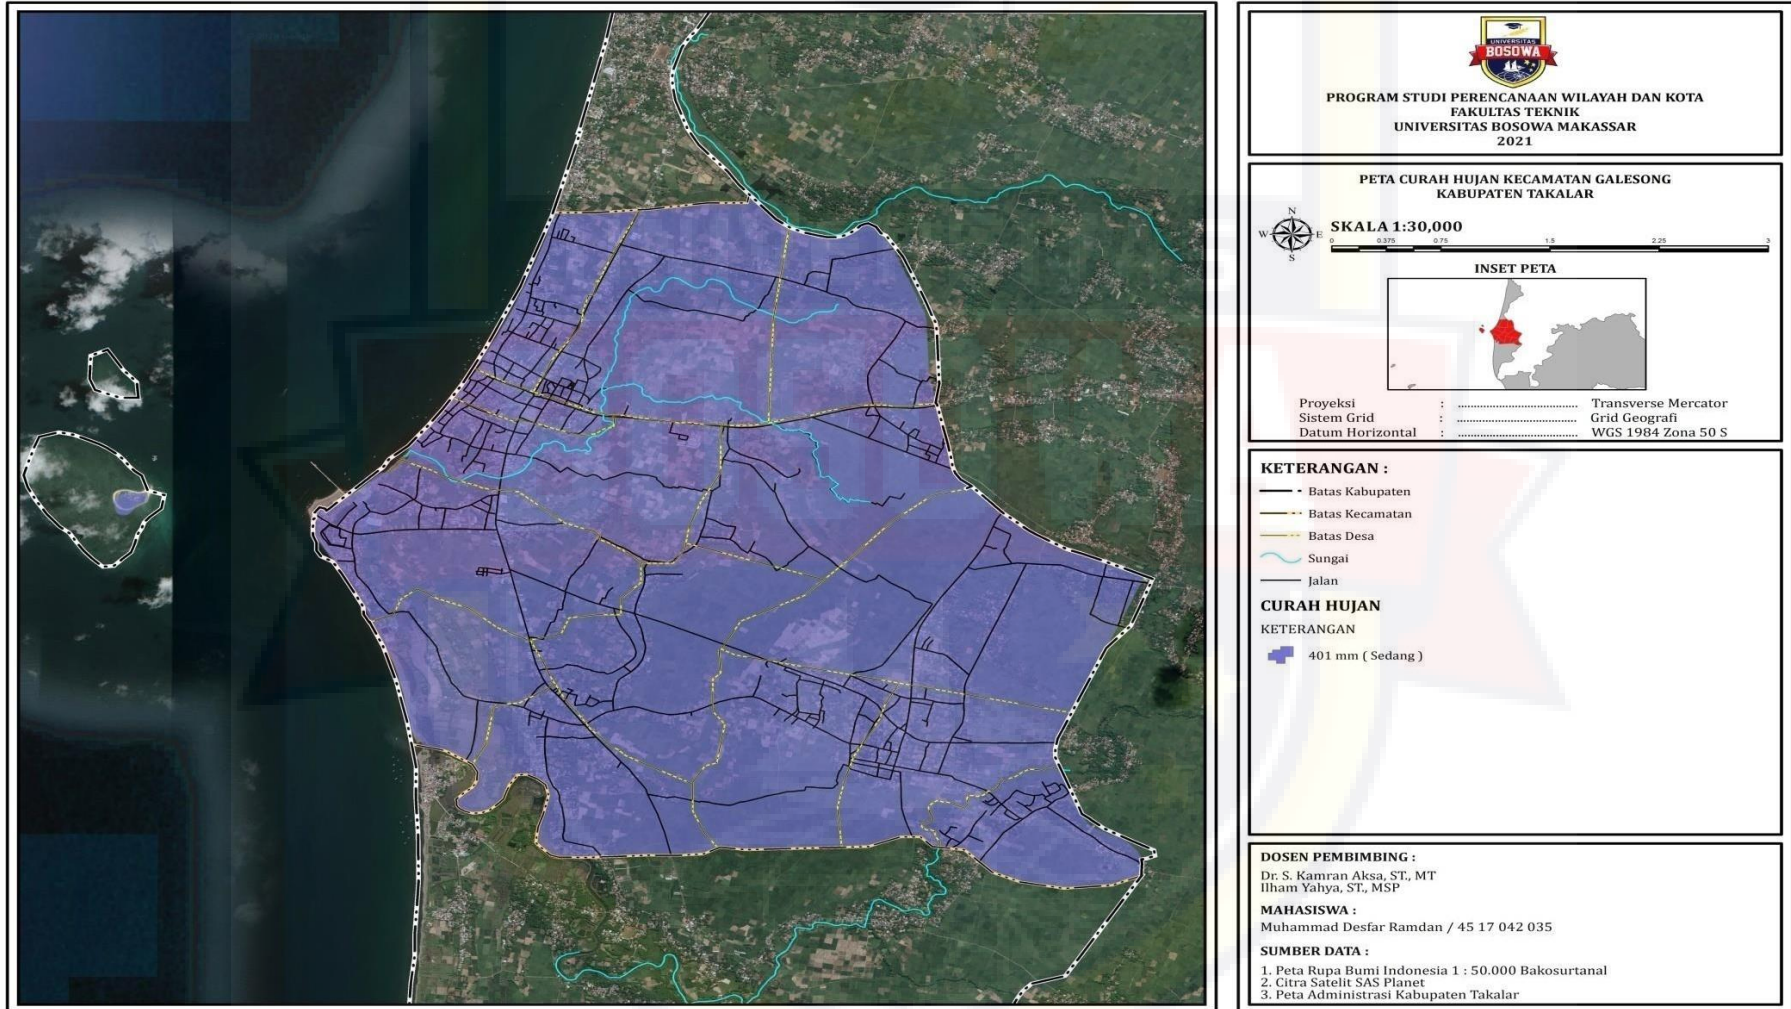 UNIVERSITAS
BOSOWA
PROGRAM STUDI PERENCANAAN WILAYAH DAN KOTA
FAKULTAS TEKNIK
UNIVERSITAS BOSOWA MAKASSAR
2021
PETA CURAH HUJAN KECAMATAN GALESONG
KABUPATEN TAKALAR
N
W E
S
SKALA 1:30,000
0 0.375 0.75 1.5 2.25 3
INSET PETA
Proyeksi : .................................. Transverse Mercator
Sistem Grid : .................................. Grid Geografi
Datum Horizontal : .................................. WGS 1984 Zona 50 S
KETERANGAN :
Batas Kabupaten
Batas Kecamatan
Batas Desa
Sungai
Jalan
CURAH HUJAN
KETERANGAN
401 mm ( Sedang )
DOSEN PEMBIMBING :
Dr. S. Kamran Aksa, ST., MT
Ilham Yahya, ST., MSP
MAHASISWA :
Muhammad Desfar Ramdan / 45 17 042 035
SUMBER DATA :
1. Peta Rupa Bumi Indonesia 1 : 50.000 Bakosurtanal
2. Citra Satelit SAS Planet
3. Peta Administrasi Kabupaten Takalar